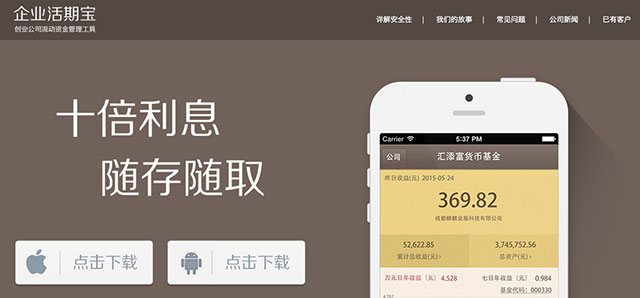 企业活期宝
创业公司流动资金管理工具
详解安全性 | 我们的故事 | 常见问题 | 公司新闻 | 已有客户
十倍利息
随存随取
点击下载 点击下载
Carrier 5:37 PM
公司 汇添富货币基金
昨日收益(元) 2015-05-24
369.82
成都麒麟金服科技有限公司
52,622.85 3,745,752.56
累计总收益(元)› 总资产(元)›
万元日年收益(元) 4.528 七日年收益(元) 0.984
基金代码: 000330
4.797